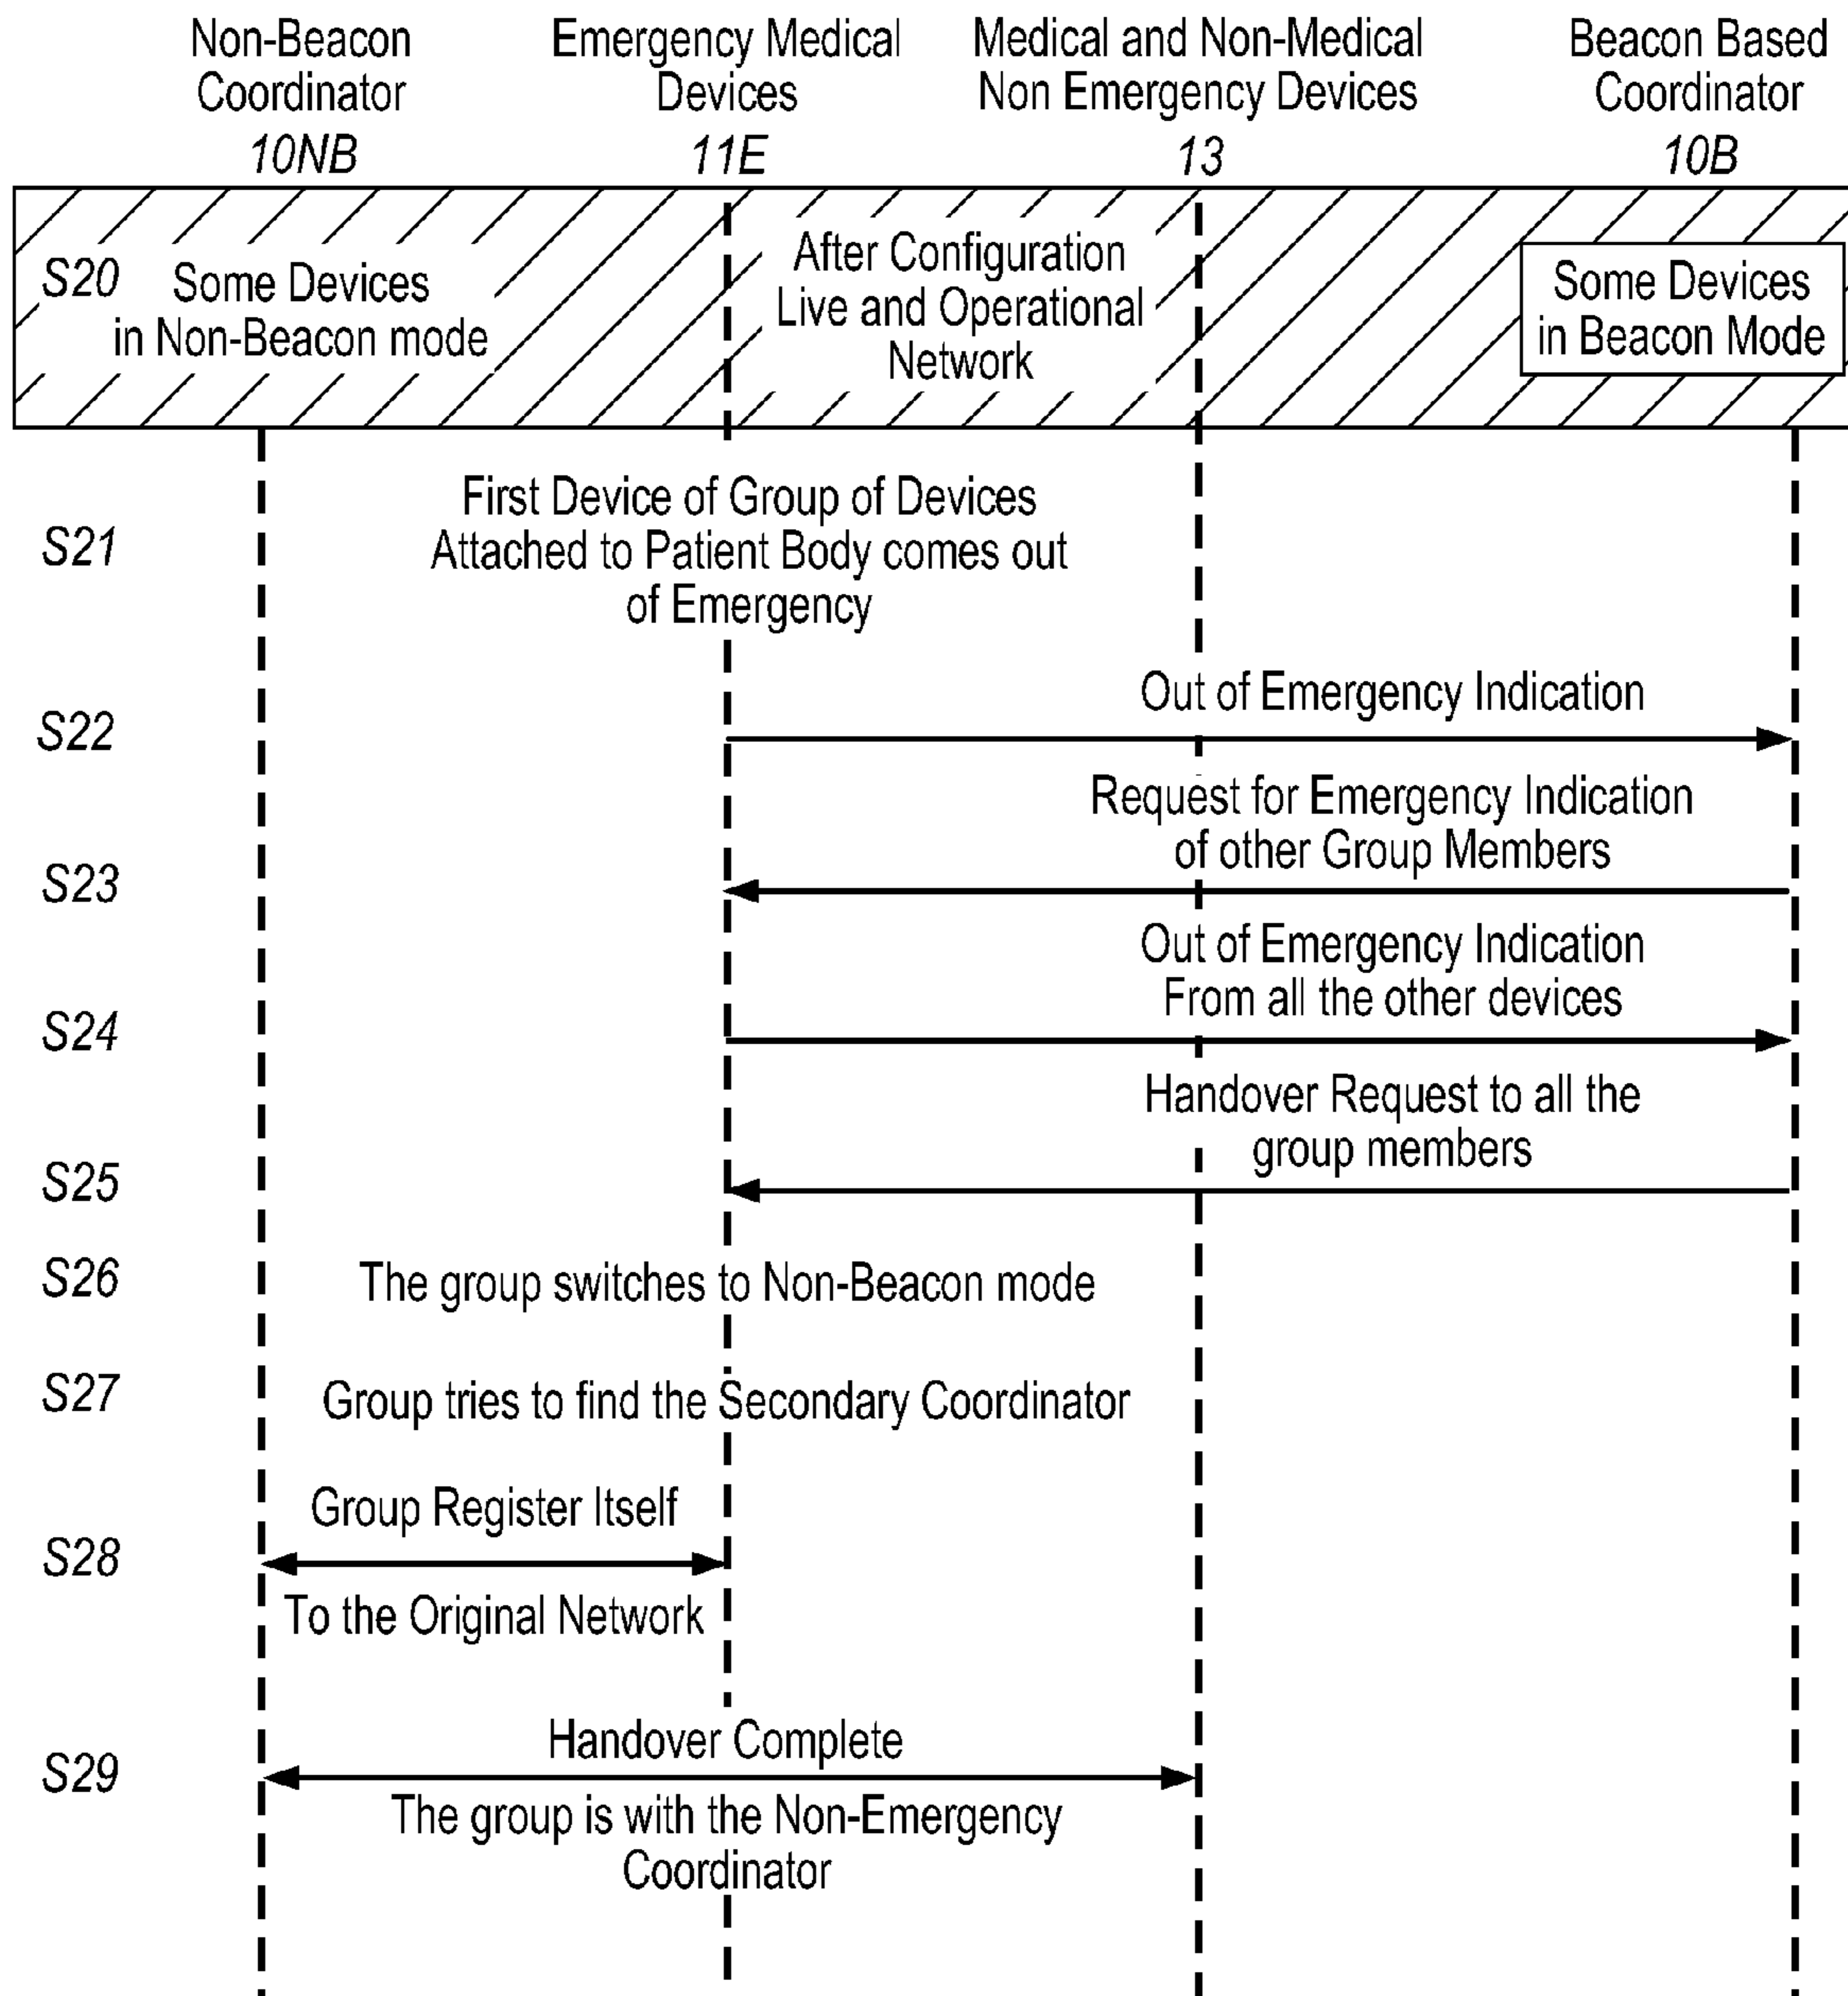 Non-Beacon
Coordinator
10NB
Emergency Medical
Devices
11E
Medical and Non-Medical
Non Emergency Devices
13
Beacon Based
Coordinator
10B
S20
Some Devices
in Non-Beacon mode
After Configuration
Live and Operational
Network
Some Devices
in Beacon Mode
S21
First Device of Group of Devices
Attached to Patient Body comes out
of Emergency
S22
Out of Emergency Indication
S23
Request for Emergency Indication
of other Group Members
S24
Out of Emergency Indication
From all the other devices
S25
Handover Request to all the
group members
S26
The group switches to Non-Beacon mode
S27
Group tries to find the Secondary Coordinator
S28
Group Register Itself
To the Original Network
S29
Handover Complete
The group is with the Non-Emergency
Coordinator